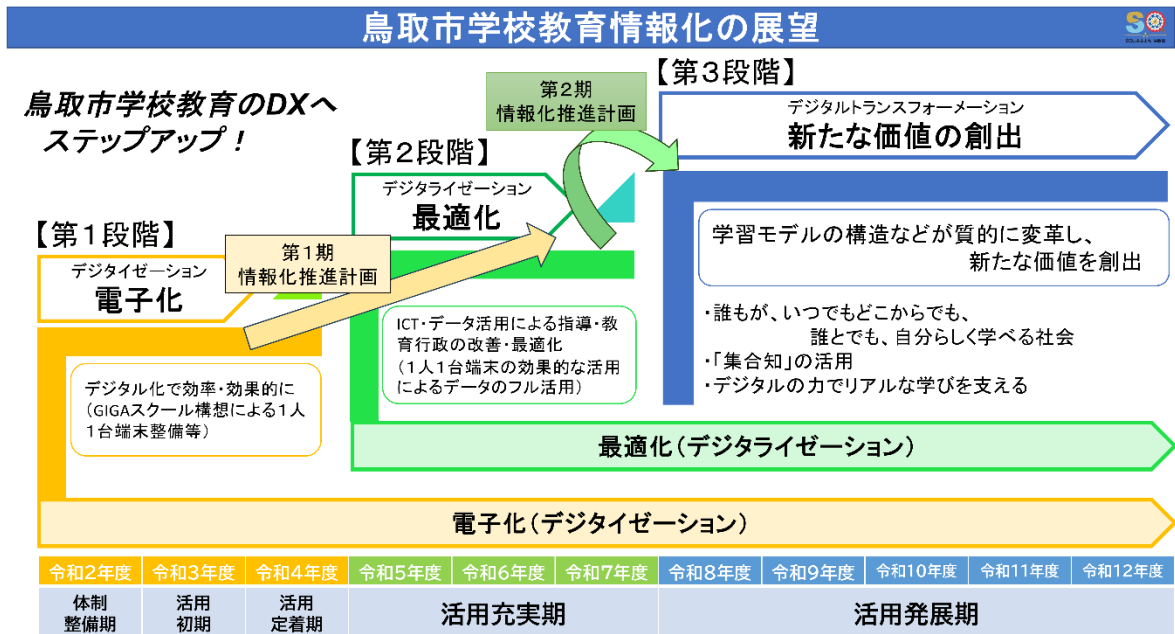 鳥取市学校教育情報化の展望
鳥取市学校教育のDXへ
ステップアップ！
【第1段階】
デジタイゼーション
電子化
第1期
情報化推進計画
デジタル化で効率・効果的に
（GIGAスクール構想による1人
1台端末整備等）
【第2段階】
デジタライゼーション
最適化
第2期
情報化推進計画
ICT・データ活用による指導・教
育行政の改善・最適化
（1人1台端末の効果的な活用
によるデータのフル活用）
【第3段階】
デジタルトランスフォーメーション
新たな価値の創出
学習モデルの構造などが質的に変革し、
新たな価値を創出
・誰もが、いつでもどこからでも、
誰とでも、自分らしく学べる社会
・「集合知」の活用
・デジタルの力でリアルな学びを支える
最適化（デジタライゼーション）
電子化（デジタイゼーション）
令和2年度 令和3年度 令和4年度 令和5年度 令和6年度 令和7年度 令和8年度 令和9年度 令和10年度 令和11年度 令和12年度
体制
整備期
活用
初期
活用
定着期
活用充実期
活用発展期